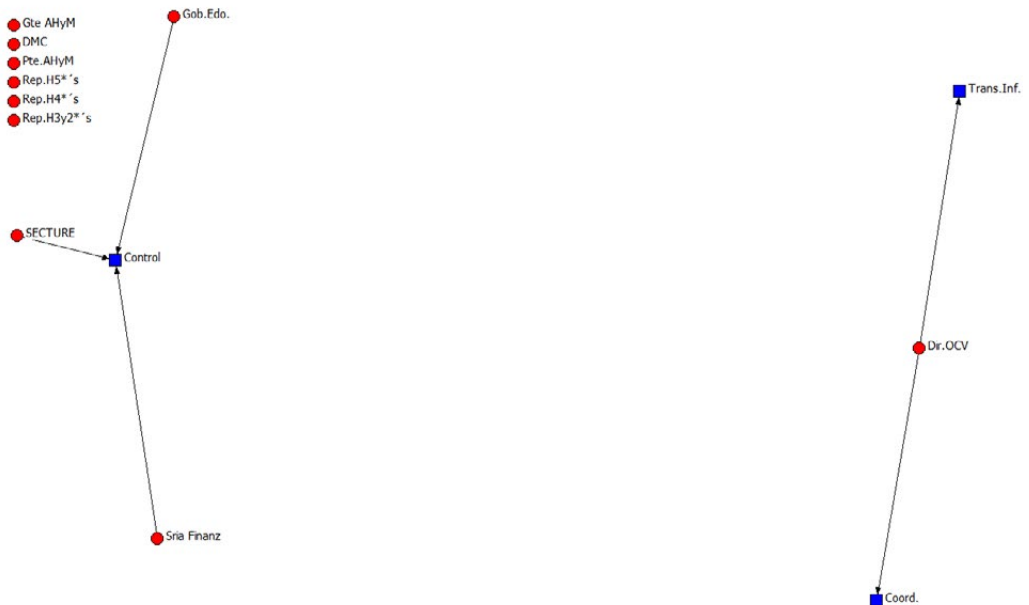 Gte AHyM
DMC
Pte.AHyM
Rep.H5*´s
Rep.H4*´s
Rep.H3y2*´s
Gob.Edo.
SECTURE
Control
Sria Finanz
Trans.Inf.
Dir.OCV
Coord.